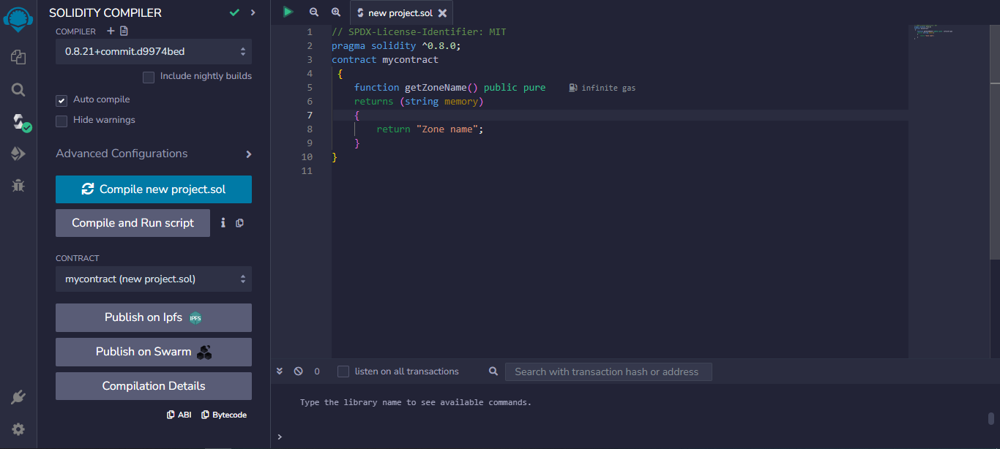 SOLIDITY COMPILER
COMPILER
0.8.21+commit.d9974bed
Include nightly builds
Auto compile
Hide warnings
Advanced Configurations
Compile new project.sol
Compile and Run script
CONTRACT
mycontract (new project.sol)
Publish on Ipfs IPFS
Publish on Swarm
Compilation Details
ABI Bytecode
new project.sol
1 // SPDX-License-Identifier: MIT
2 pragma solidity ^0.8.0;
3 contract mycontract
4 {
5 function getZoneName() public pure infinite gas
6 returns (string memory)
7 {
8 return "Zone name";
9 }
10 }
11
0 listen on all transactions Search with transaction hash or address
Type the library name to see available commands.
>